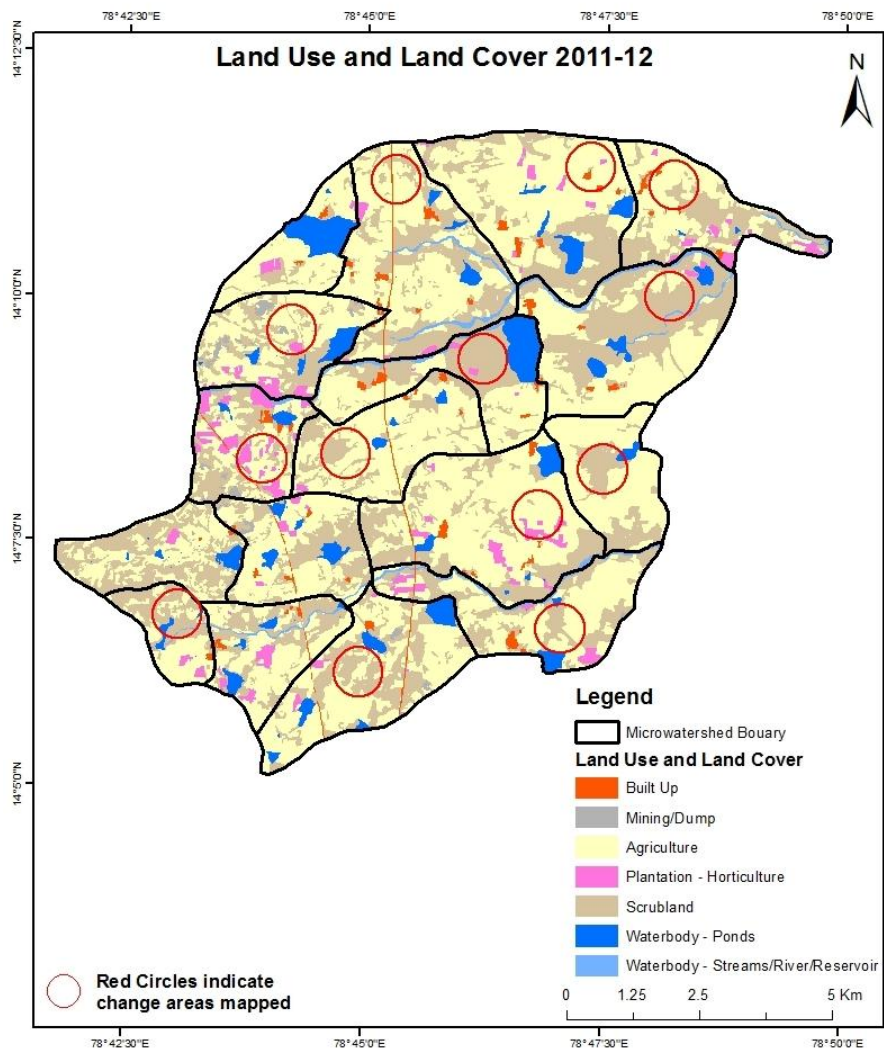 78°42'30"E 78°45'0"E 78°47'30"E 78°50'0"E
14°12'30"N
Land Use and Land Cover 2011-12
N
14°10'0"N
14°7'30"N
14°5'0"N
Legend
Microwatershed Bouary
Land Use and Land Cover
Built Up
Mining/Dump
Agriculture
Plantation - Horticulture
Scrubland
Waterbody - Ponds
Waterbody - Streams/River/Reservoir
Red Circles indicate
change areas mapped
0 1.25 2.5 5 Km
78°42'30"E 78°45'0"E 78°47'30"E 78°50'0"E